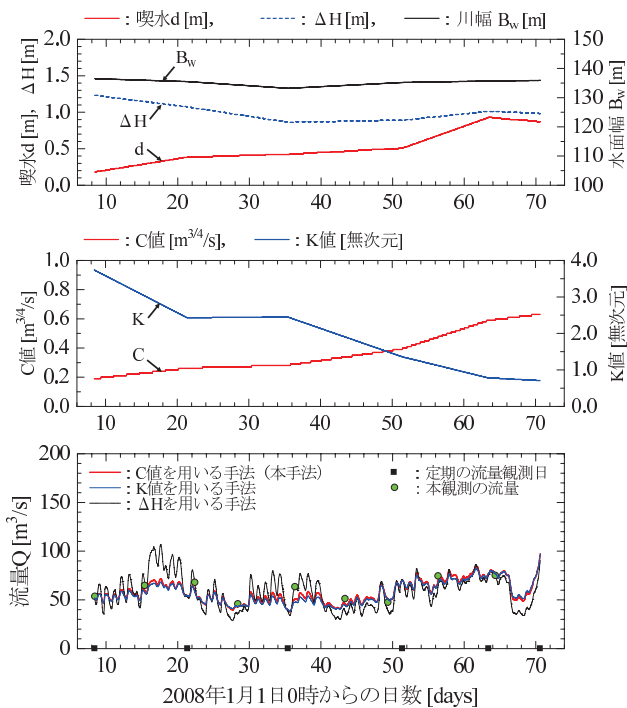 : 喫水d [m], : ΔH [m], : 川幅 Bw [m]
2.0
1.5
1.0
0.5
0.0
喫水d [m], ΔH [m]
Bw
ΔH
d
150
140
130
120
110
100
水面幅 Bw [m]
10 20 30 40 50 60 70
: C値 [m3/4/s], : K値 [無次元]
1.0
0.8
0.6
0.4
0.2
0.0
C値 [m3/4/s]
K
C
4.0
3.0
2.0
1.0
0.0
K値 [無次元]
10 20 30 40 50 60 70
200
150
100
50
0
流量Q [m3/s]
: C値を用いる手法（本手法）
: K値を用いる手法
: ΔHを用いる手法
: 定期の流量観測日
: 本観測の流量
10 20 30 40 50 60 70
2008年1月1日0時からの日数 [days]